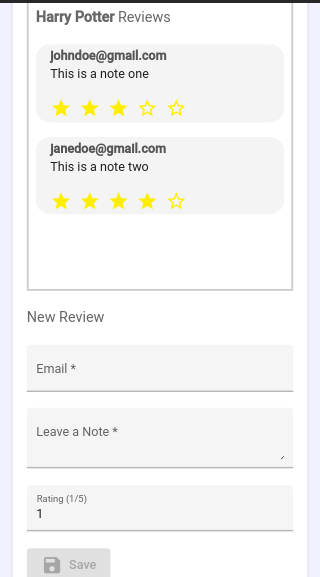 Harry Potter Reviews
johndoe@gmail.com
This is a note one
janedoe@gmail.com
This is a note two
New Review
Email *
Leave a Note *
Rating (1/5)
1
Save